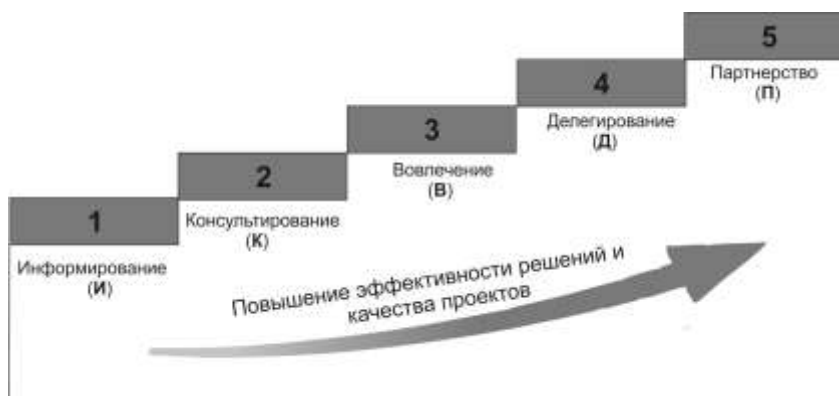 1
Информирование
(И)
2
Консультирование
(К)
3
Вовлечение
(В)
4
Делегирование
(Д)
5
Партнерство
(П)
Повышение эффективности решений и
качества проектов